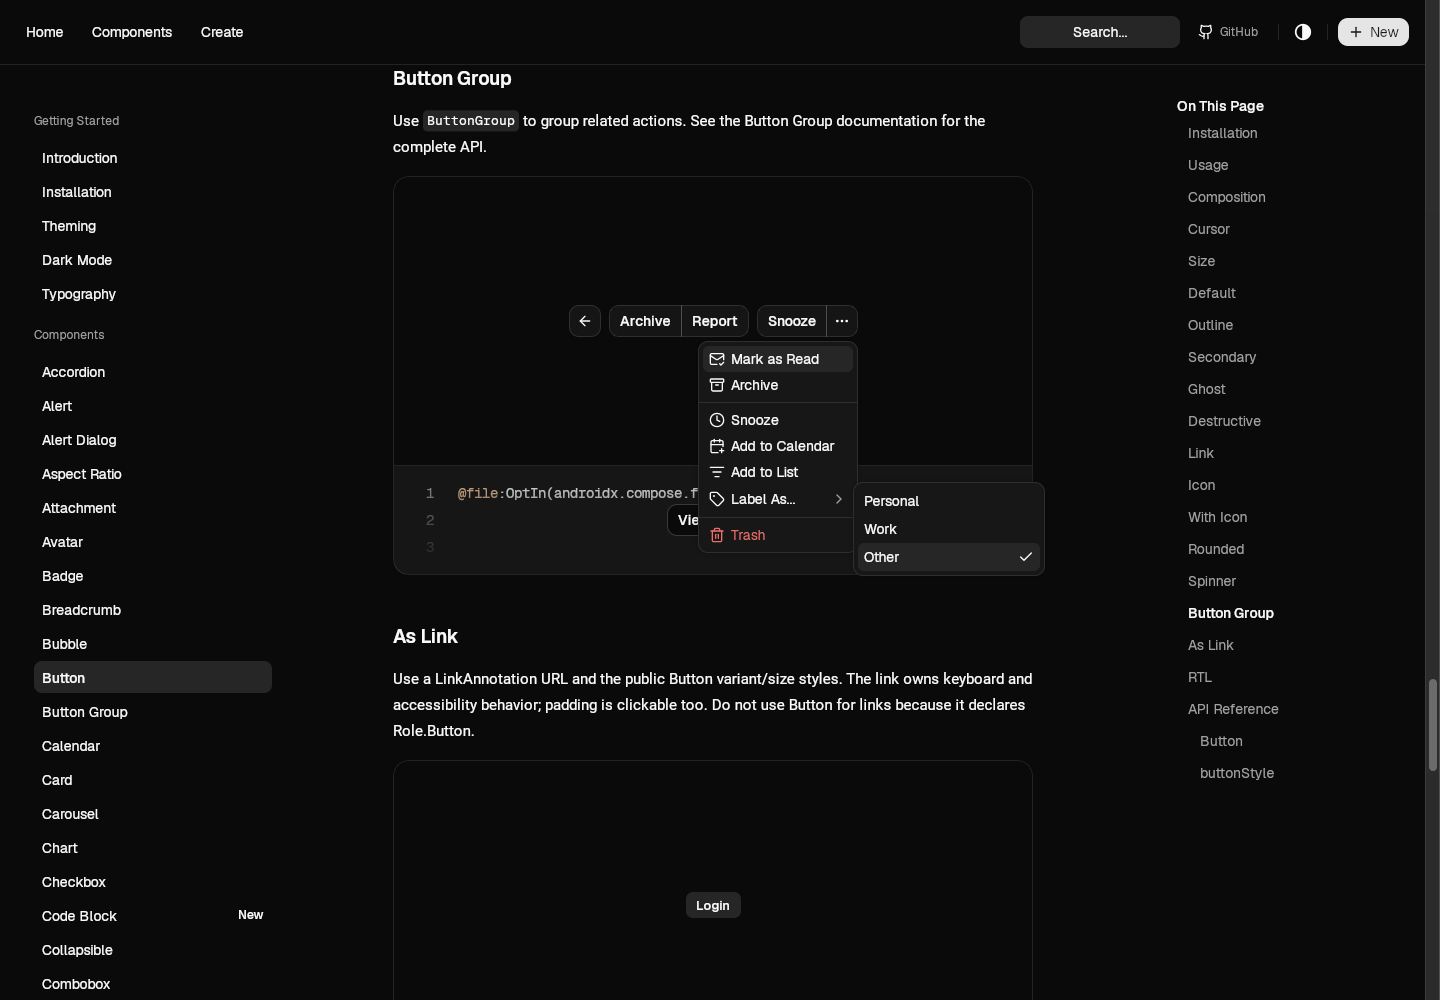 Home
Components
Create
Search...
GitHub
New
Getting Started
Introduction
Installation
Theming
Dark Mode
Typography
Components
Accordion
Alert
Alert Dialog
Aspect Ratio
Attachment
Avatar
Badge
Breadcrumb
Bubble
Button
Button Group
Calendar
Card
Carousel
Chart
Checkbox
Code Block
New
Collapsible
Combobox
Button Group
Use ButtonGroup to group related actions. See the Button Group documentation for the
complete API.
Archive
Report
Snooze
Mark as Read
Archive
Snooze
Add to Calendar
Add to List
Label As...
Trash
Personal
Work
Other
1 @file:OptIn(androidx.compose.f
2
3
Vie
As Link
Use a LinkAnnotation URL and the public Button variant/size styles. The link owns keyboard and
accessibility behavior; padding is clickable too. Do not use Button for links because it declares
Role.Button.
Login
On This Page
Installation
Usage
Composition
Cursor
Size
Default
Outline
Secondary
Ghost
Destructive
Link
Icon
With Icon
Rounded
Spinner
Button Group
As Link
RTL
API Reference
Button
buttonStyle